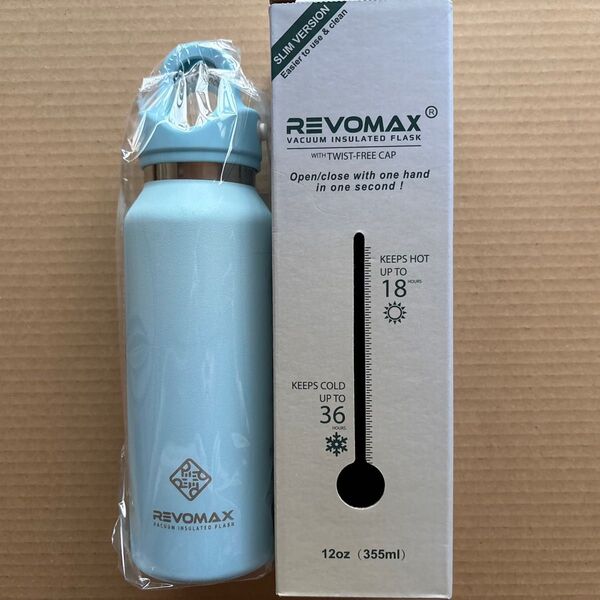 SLIM VERSION
Easier to use & clean
REVOMAX®
VACUUM INSULATED FLASK
WITH TWIST-FREE CAP
Open/close with one hand
in one second !
KEEPS HOT
UP TO
18 HOURS
KEEPS COLD
UP TO
36
HOURS
12oz (355ml)
REVOMAX
VACUUM INSULATED FLASK